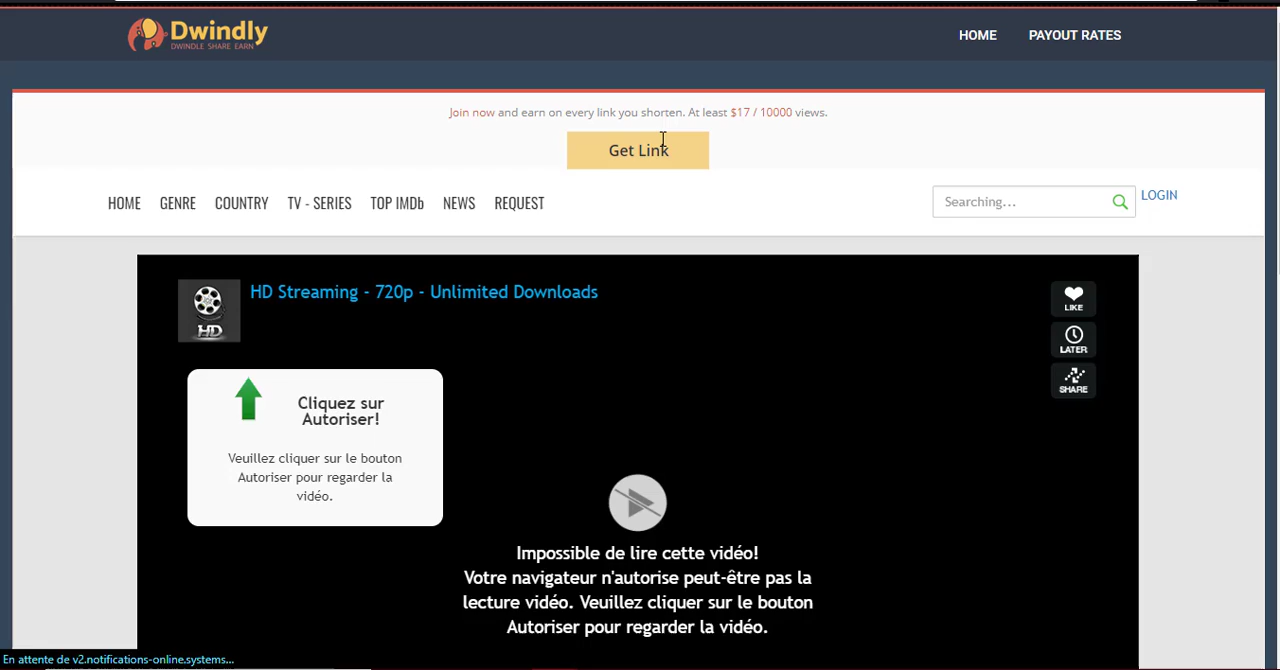 Dwindly
DWINDLE SHARE EARN
HOME PAYOUT RATES
Join now and earn on every link you shorten. At least $17 / 10000 views.
Get Link
HOME GENRE COUNTRY TV - SERIES TOP IMDb NEWS REQUEST
Searching...
LOGIN
HD
HD Streaming - 720p - Unlimited Downloads
LIKE
LATER
SHARE
Cliquez sur
Autoriser!
Veuillez cliquer sur le bouton
Autoriser pour regarder la
vidéo.
Impossible de lire cette vidéo!
Votre navigateur n'autorise peut-être pas la
lecture vidéo. Veuillez cliquer sur le bouton
Autoriser pour regarder la vidéo.
En attente de v2.notifications-online.systems...